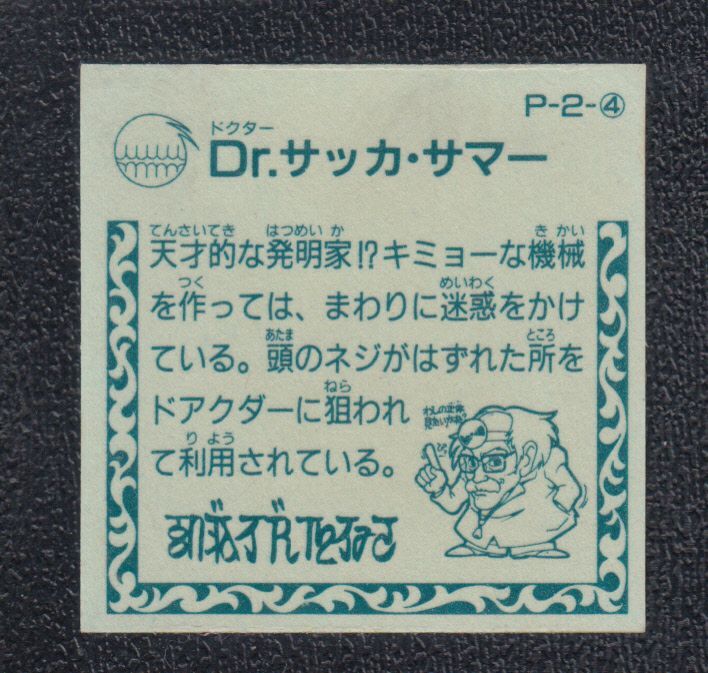 P-2-④
ドクター
Dr.サッカ・サマー
てんさいてき はつめいか きかい
天才的な発明家!?キミョーな機械
つく めいわく
を作っては、まわりに迷惑をかけ
あたま ところ
ている。頭のネジがはずれた所を
ねら
ドアクダーに狙われ
りよう
て利用されている。